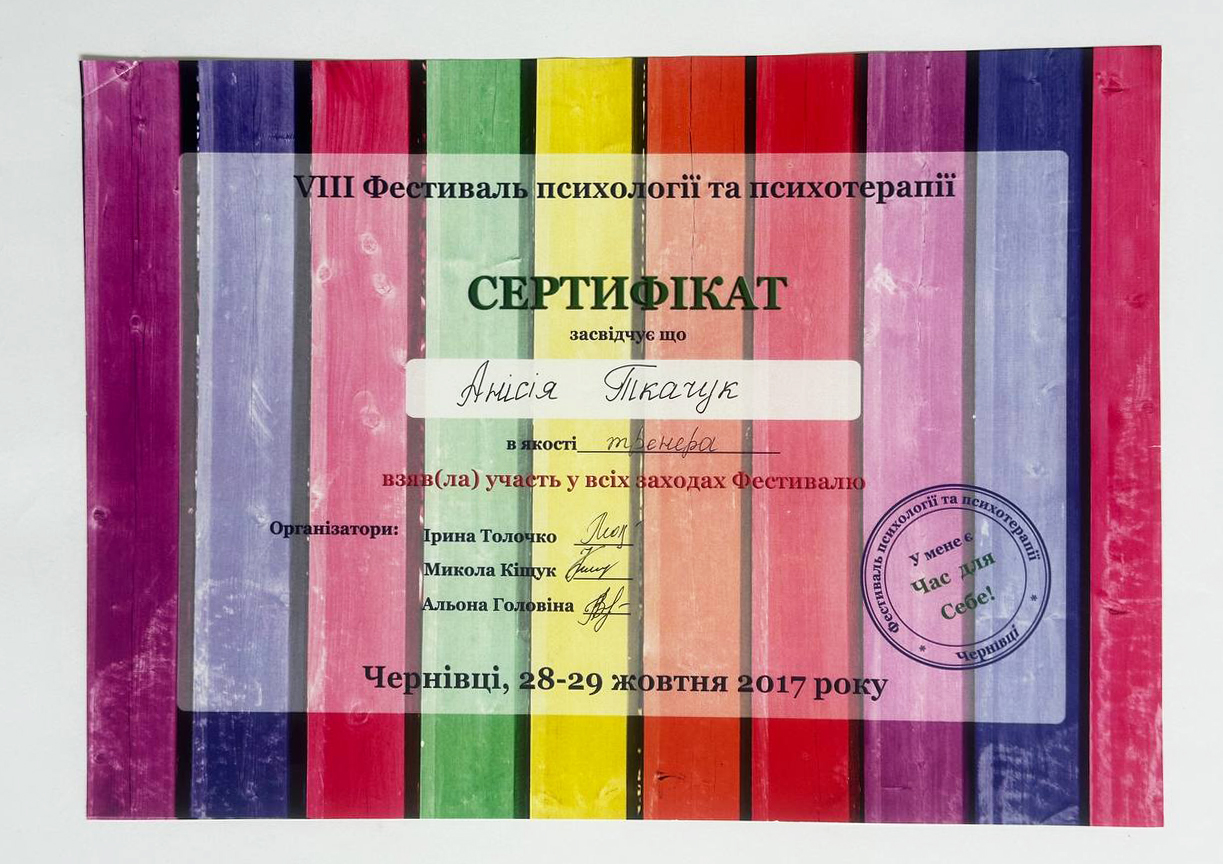 VIII Фестиваль психології та психотерапії
СЕРТИФІКАТ
засвідчує що
Анісія Ткачук
в якості тренера
взяв(ла) участь у всіх заходах Фестивалю
Організатори:
Ірина Толочко
Микола Кіщук
Альона Головіна
Фестиваль психології та психотерапії
У мене є
Час для
Себе!
* Чернівці *
Чернівці, 28-29 жовтня 2017 року